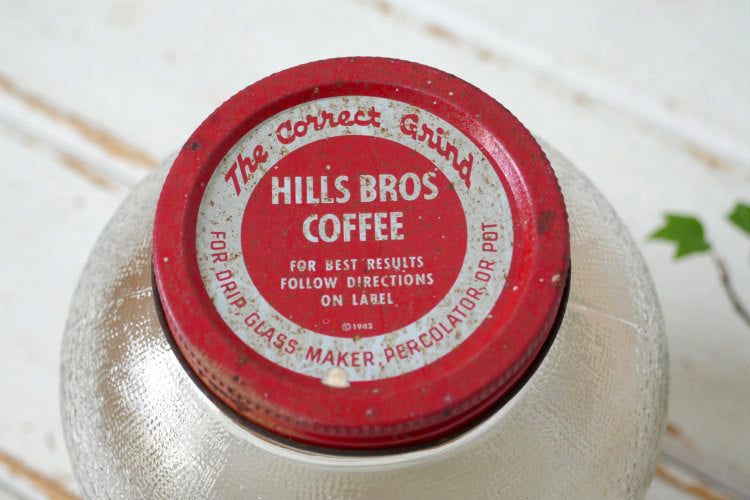 The Correct Grind
HILLS BROS
COFFEE
FOR BEST RESULTS
FOLLOW DIRECTIONS
ON LABEL
©1942
FOR DRIP, GLASS MAKER, PERCOLATOR OR POT